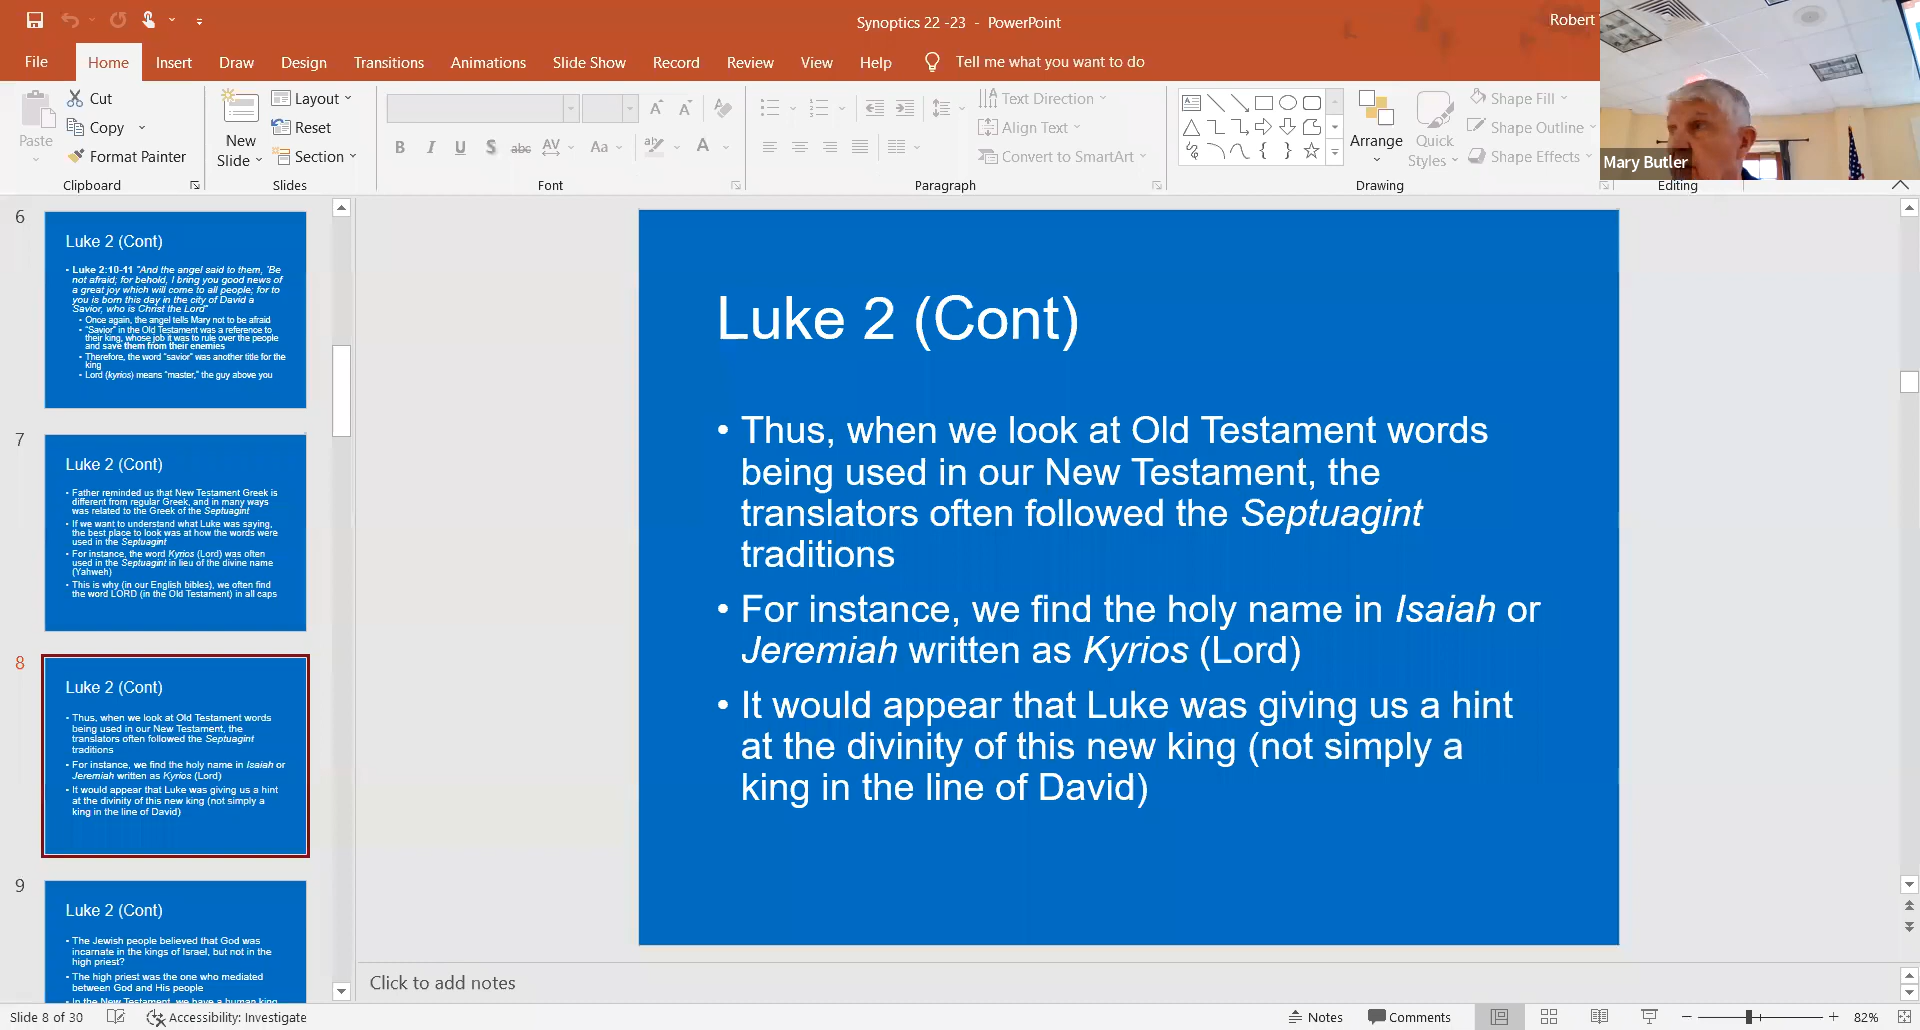 Synoptics 22 -23 - PowerPoint
Robert
File
Home
Insert
Draw
Design
Transitions
Animations
Slide Show
Record
Review
View
Help
Tell me what you want to do
Paste
Cut
Copy
Format Painter
Clipboard
New
Slide
Layout
Reset
Section
Slides
B I U S abc AV Aa A
Font
Text Direction
Align Text
Convert to SmartArt
Paragraph
Arrange
Quick
Styles
Shape Fill
Shape Outline
Shape Effects
Drawing
Editing
Mary Butler
6
Luke 2 (Cont)
• Luke 2:10-11 "And the angel said to them, 'Be
not afraid; for behold, I bring you good news of
a great joy which will come to all people; for to
you is born this day in the city of David a
Savior, who is Christ the Lord"
• Once again, the angel tells Mary not to be afraid
• "Savior" in the Old Testament was a reference to
their king, whose job it was to rule over the people
and save them from their enemies
• Therefore, the word "savior" was another title for the
king
• Lord (kyrios) means "master," the guy above you
7
Luke 2 (Cont)
• Father reminded us that New Testament Greek is
different from regular Greek, and in many ways
was related to the Greek of the Septuagint
• If we want to understand what Luke was saying,
the best place to look was at how the words were
used in the Septuagint
• For instance, the word Kyrios (Lord) was often
used in the Septuagint in lieu of the divine name
(Yahweh)
• This is why (in our English bibles), we often find
the word LORD (in the Old Testament) in all caps
8
Luke 2 (Cont)
• Thus, when we look at Old Testament words
being used in our New Testament, the
translators often followed the Septuagint
traditions
• For instance, we find the holy name in Isaiah or
Jeremiah written as Kyrios (Lord)
• It would appear that Luke was giving us a hint
at the divinity of this new king (not simply a
king in the line of David)
9
Luke 2 (Cont)
• The Jewish people believed that God was
incarnate in the kings of Israel, but not in the
high priest?
• The high priest was the one who mediated
between God and His people
• In the New Testament, we have a human king
Luke 2 (Cont)
• Thus, when we look at Old Testament words
being used in our New Testament, the
translators often followed the Septuagint
traditions
• For instance, we find the holy name in Isaiah or
Jeremiah written as Kyrios (Lord)
• It would appear that Luke was giving us a hint
at the divinity of this new king (not simply a
king in the line of David)
Click to add notes
Slide 8 of 30
Accessibility: Investigate
Notes
Comments
82%